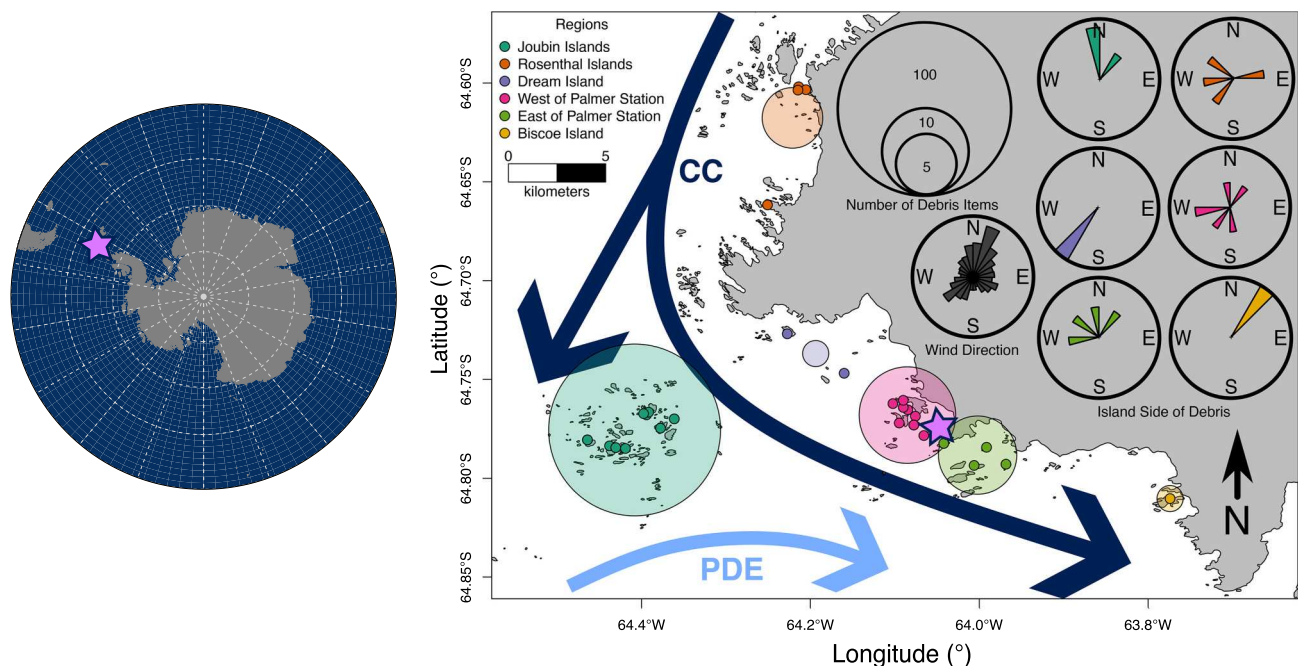 Regions
Joubin Islands
Rosenthal Islands
Dream Island
West of Palmer Station
East of Palmer Station
Biscoe Island
0 5
kilometers
CC
PDE
100
10
5
Number of Debris Items
N
W E
S
Wind Direction
N
W E
S
N
W E
S
N
W E
S
N
W E
S
N
W E
S
N
W E
S
Island Side of Debris
N
Latitude (°)
64.60°S
64.65°S
64.70°S
64.75°S
64.80°S
64.85°S
64.4°W 64.2°W 64.0°W 63.8°W
Longitude (°)